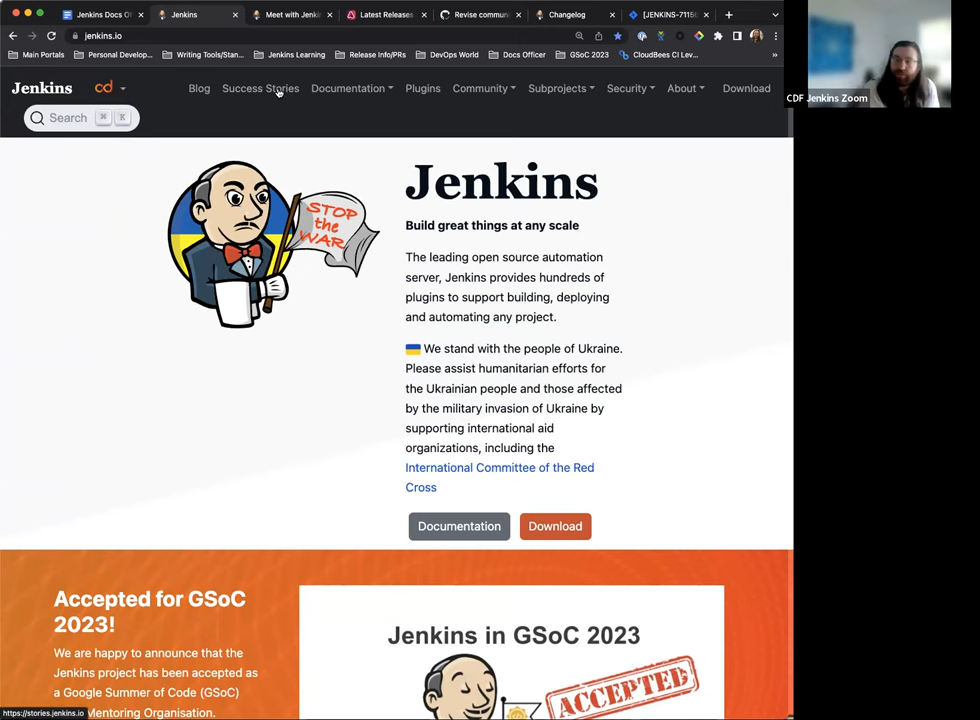 Jenkins Docs O
Jenkins
Meet with Jenkin
Latest Releases
Revise commun
Changelog
[JENKINS-7115
jenkins.io
Main Portals
Personal Develop...
Writing Tools/Stan...
Jenkins Learning
Release Info/PRs
DevOps World
Docs Officer
GSoC 2023
CloudBees CI Lev...
»
Jenkins
cd
Blog
Success Stories
Documentation
Plugins
Community
Subprojects
Security
About
Download
Search
⌘
K
CDF Jenkins Zoom
STOP
the
WAR!
Jenkins
Build great things at any scale
The leading open source automation
server, Jenkins provides hundreds of
plugins to support building, deploying
and automating any project.
We stand with the people of Ukraine.
Please assist humanitarian efforts for
the Ukrainian people and those affected
by the military invasion of Ukraine by
supporting international aid
organizations, including the
International Committee of the Red
Cross
Documentation
Download
Accepted for GSoC
2023!
We are happy to announce that the
Jenkins project has been accepted as
a Google Summer of Code (GSoC)
Mentoring Organisation.
Jenkins in GSoC 2023
ACCEPTED
https://stories.jenkins.io